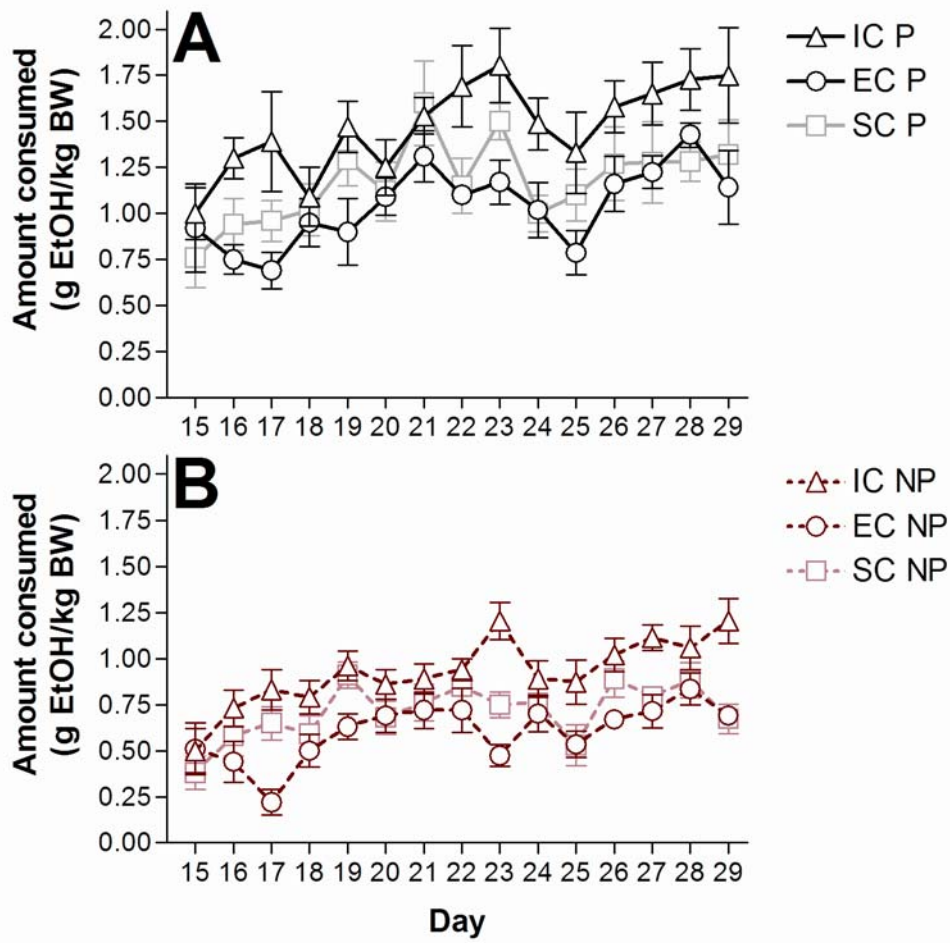 A
Amount consumed
(g EtOH/kg BW)
2.00
1.75
1.50
1.25
1.00
0.75
0.50
0.25
0.00
15 16 17 18 19 20 21 22 23 24 25 26 27 28 29
IC P
EC P
SC P
B
Amount consumed
(g EtOH/kg BW)
2.00
1.75
1.50
1.25
1.00
0.75
0.50
0.25
0.00
15 16 17 18 19 20 21 22 23 24 25 26 27 28 29
Day
IC NP
EC NP
SC NP